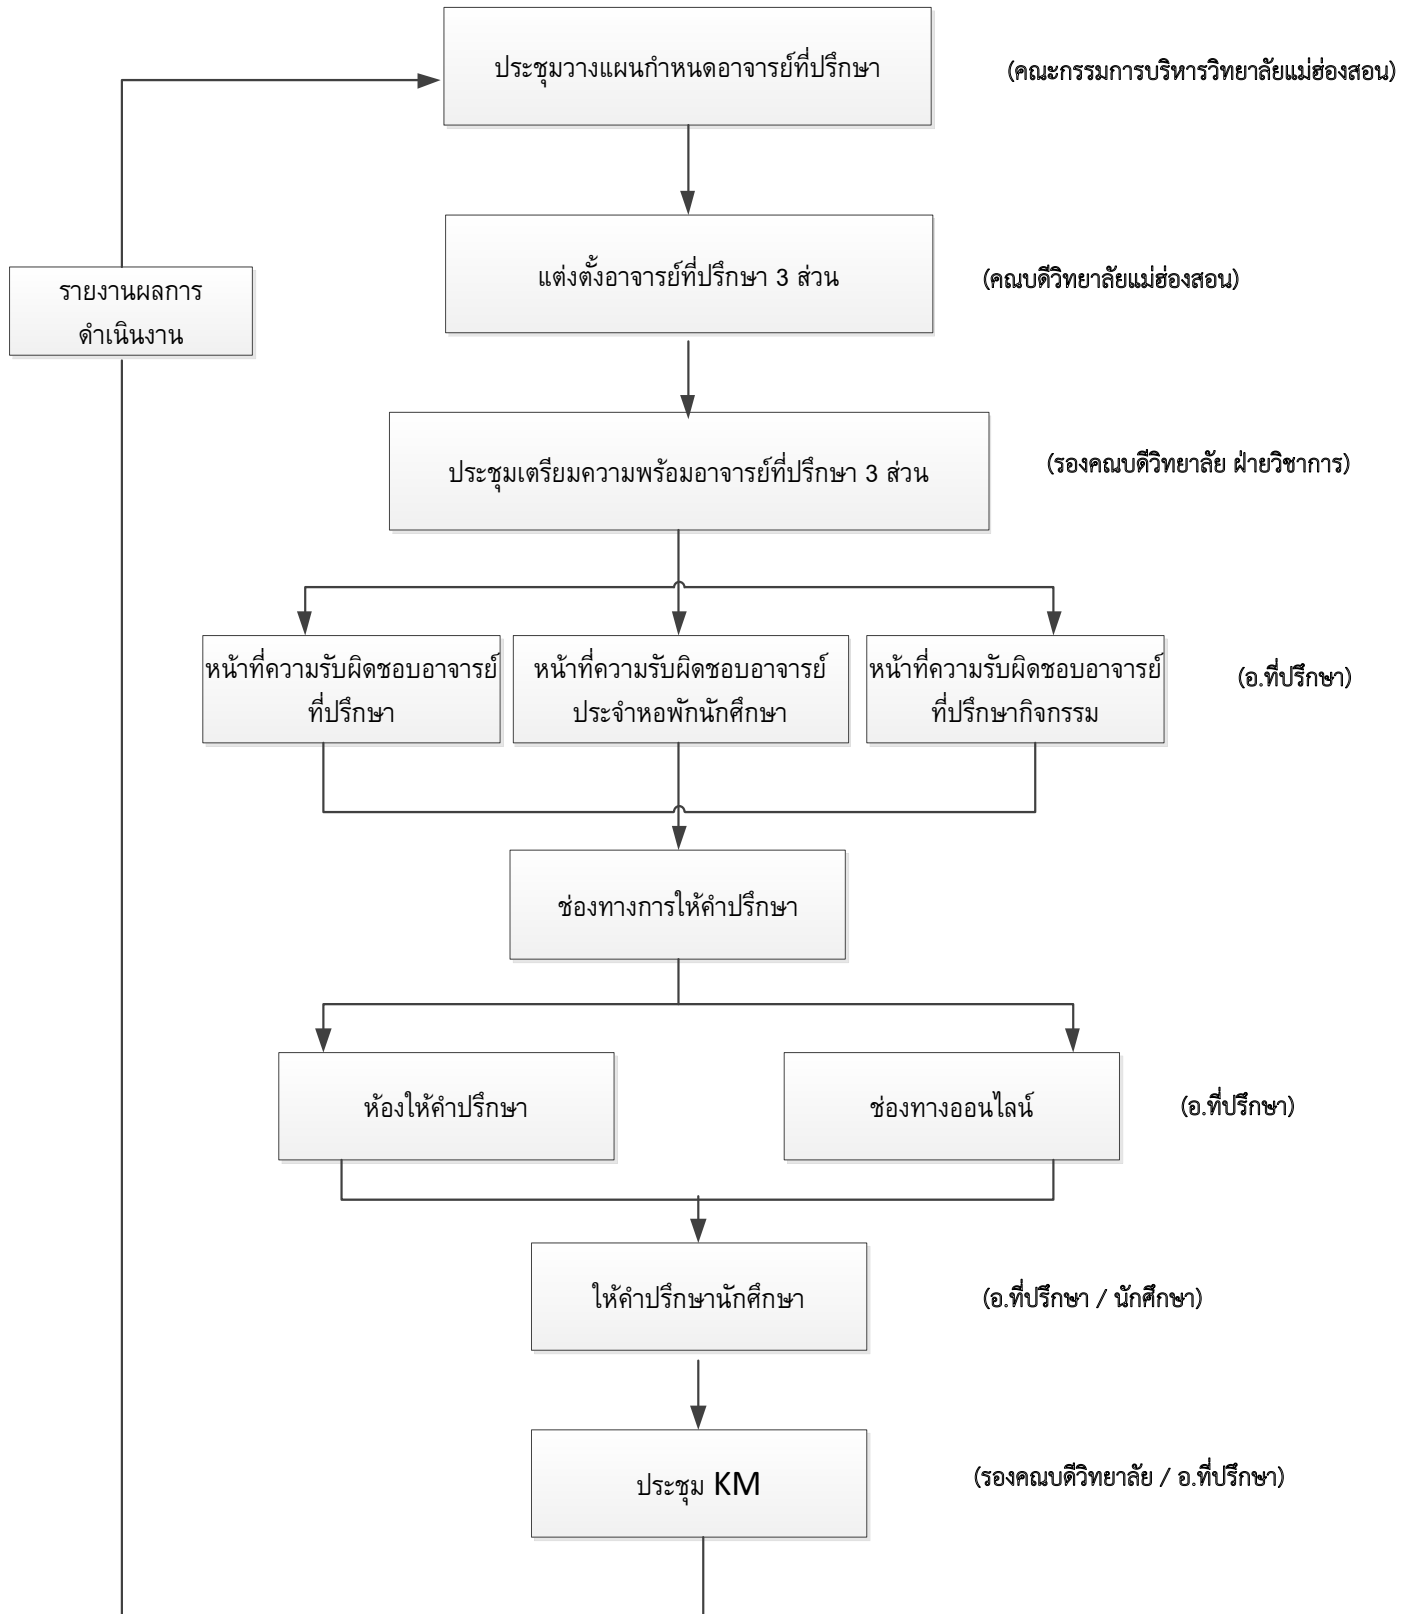 ประชุมวางแผนกำหนดอาจารย์ที่ปรึกษา
(คณะกรรมการบริหารวิทยาลัยแม่ฮ่องสอน)
แต่งตั้งอาจารย์ที่ปรึกษา 3 ส่วน
(คณบดีวิทยาลัยแม่ฮ่องสอน)
รายงานผลการ
ดำเนินงาน
ประชุมเตรียมความพร้อมอาจารย์ที่ปรึกษา 3 ส่วน
(รองคณบดีวิทยาลัย ฝ่ายวิชาการ)
หน้าที่ความรับผิดชอบอาจารย์
ที่ปรึกษา
หน้าที่ความรับผิดชอบอาจารย์
ประจำหอพักนักศึกษา
หน้าที่ความรับผิดชอบอาจารย์
ที่ปรึกษากิจกรรม
(อ.ที่ปรึกษา)
ช่องทางการให้คำปรึกษา
ห้องให้คำปรึกษา
ช่องทางออนไลน์
(อ.ที่ปรึกษา)
ให้คำปรึกษานักศึกษา
(อ.ที่ปรึกษา / นักศึกษา)
ประชุม KM
(รองคณบดีวิทยาลัย / อ.ที่ปรึกษา)